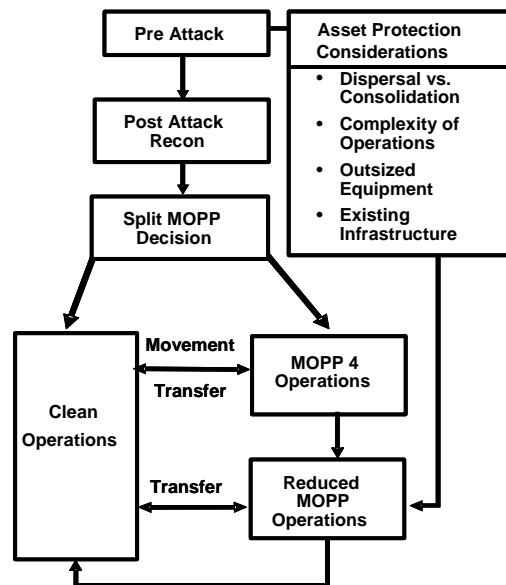 Pre Attack
Asset Protection
Considerations
• Dispersal vs.
Consolidation
• Complexity of
Operations
• Outsized
Equipment
• Existing
Infrastructure
Post Attack
Recon
Split MOPP
Decision
Movement
Transfer
MOPP 4
Operations
Clean
Operations
Transfer
Reduced
MOPP
Operations